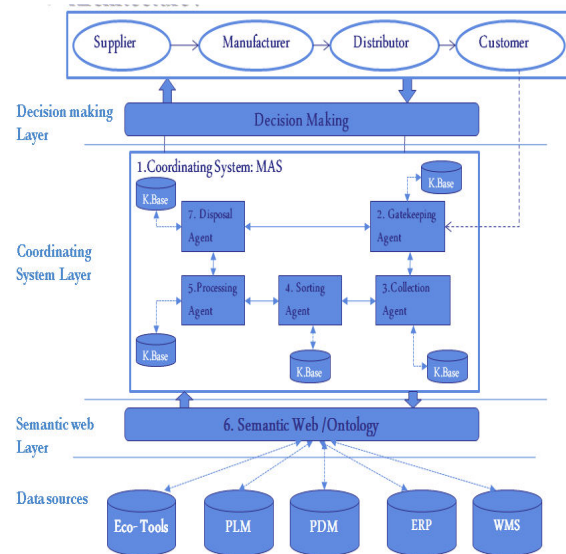 Supplier
Manufacturer
Distributor
Customer
Decision making
Layer
Decision Making
1.Coordinating System: MAS
K.Base
K.Base
7. Disposal
Agent
2. Gatekeeping
Agent
Coordinating
System Layer
5.Processing
Agent
4. Sorting
Agent
3.Collection
Agent
K.Base
K.Base
K.Base
Semantic web
Layer
6. Semantic Web /Ontology
Data sources
Eco- Tools
PLM
PDM
ERP
WMS